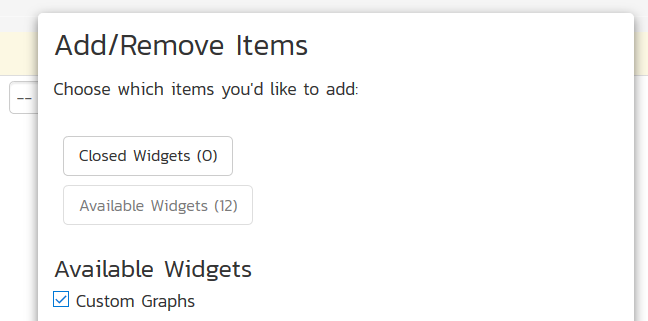 Add/Remove Items
Choose which items you'd like to add:
--
Closed Widgets (0)
Available Widgets (12)
Available Widgets
Custom Graphs